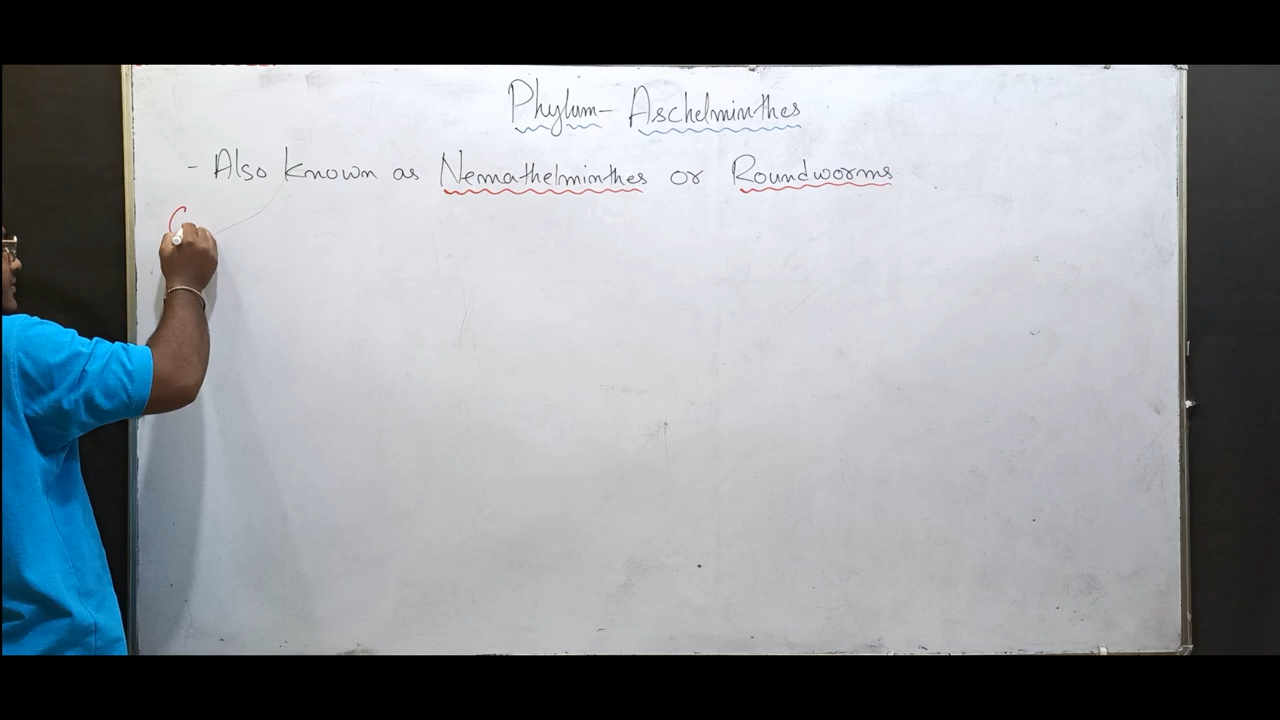 Phylum - Aschelminthes
- Also known as Nemathelminthes or Roundworms